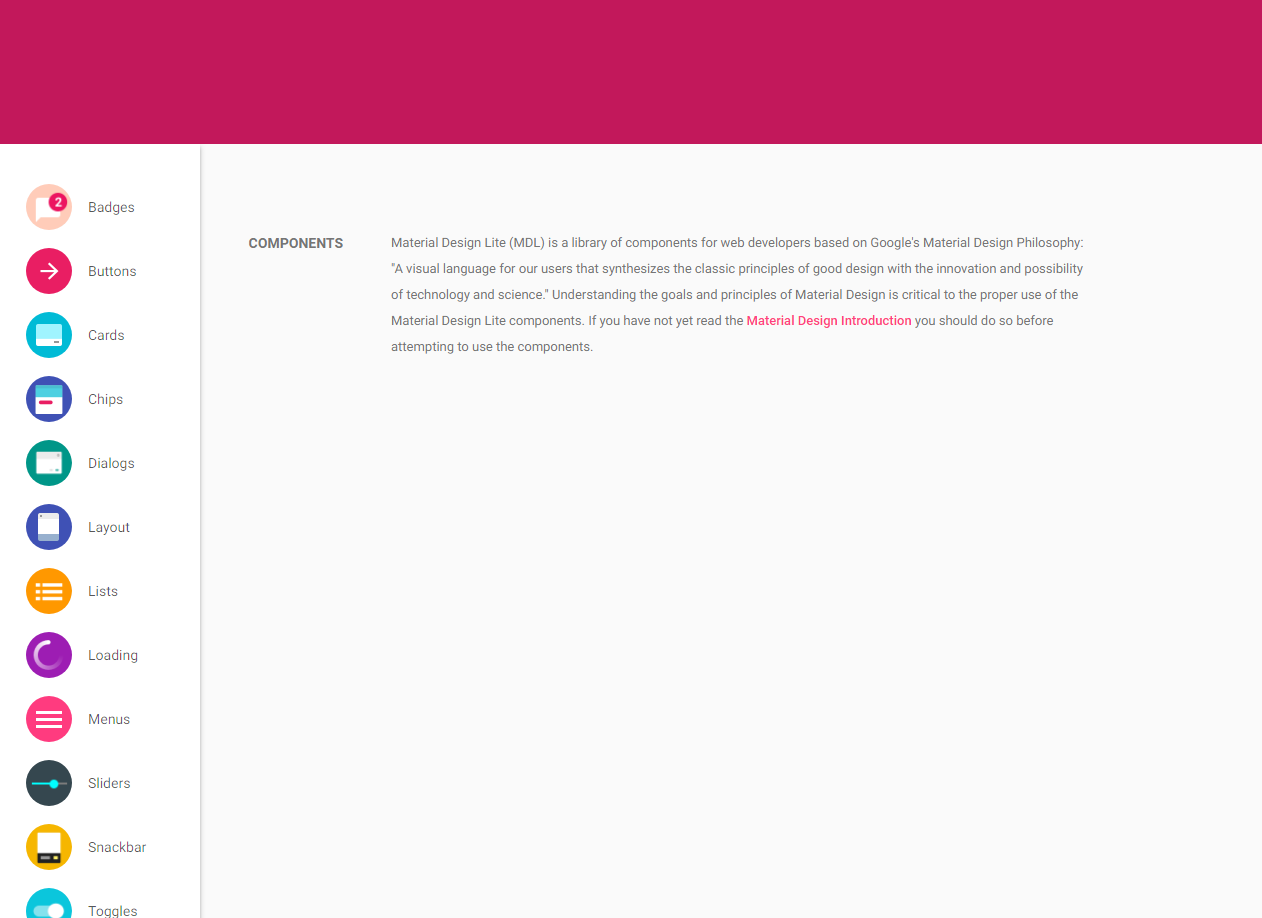 2
Badges
Buttons
Cards
Chips
Dialogs
Layout
Lists
Loading
Menus
Sliders
Snackbar
Toggles
COMPONENTS
Material Design Lite (MDL) is a library of components for web developers based on Google's Material Design Philosophy:
"A visual language for our users that synthesizes the classic principles of good design with the innovation and possibility
of technology and science." Understanding the goals and principles of Material Design is critical to the proper use of the
Material Design Lite components. If you have not yet read the Material Design Introduction you should do so before
attempting to use the components.